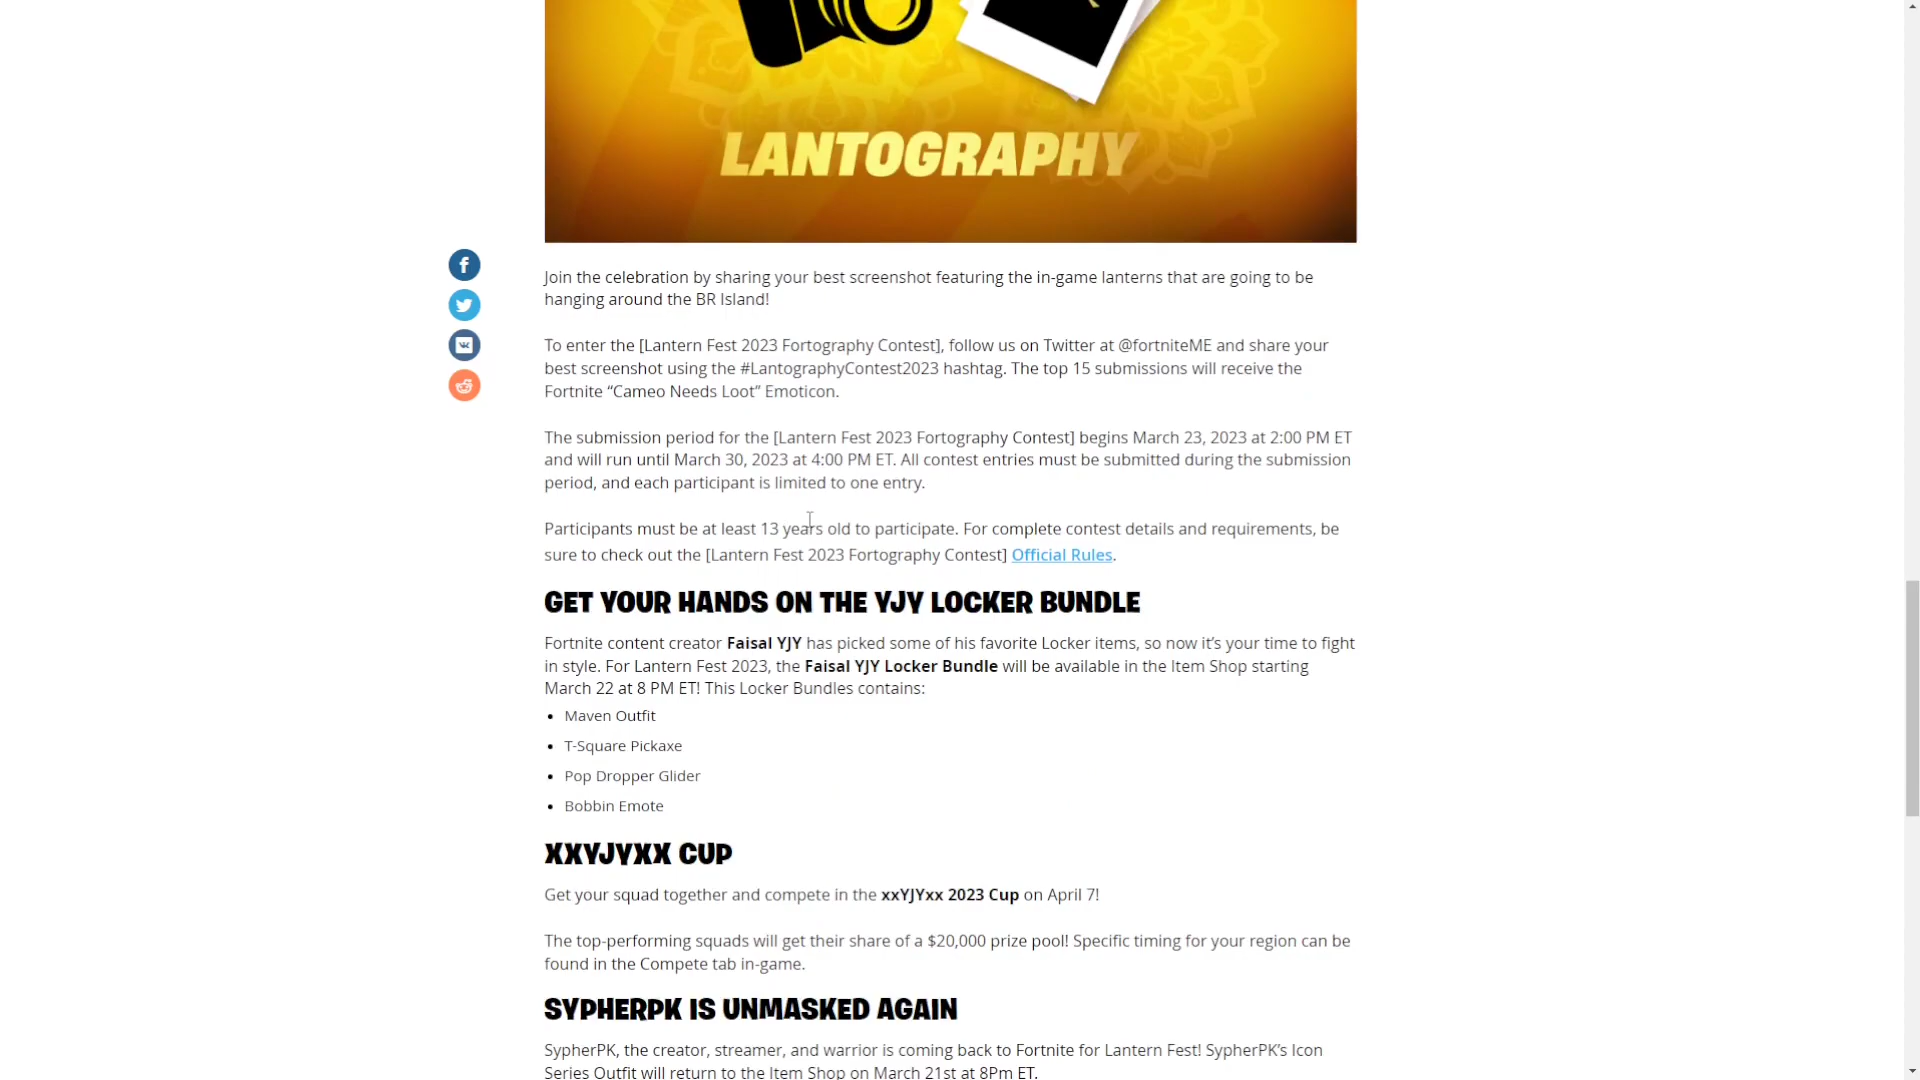 LANTOGRAPHY
Join the celebration by sharing your best screenshot featuring the in-game lanterns that are going to be
hanging around the BR Island!
To enter the [Lantern Fest 2023 Fortography Contest], follow us on Twitter at @fortniteME and share your
best screenshot using the #LantographyContest2023 hashtag. The top 15 submissions will receive the
Fortnite “Cameo Needs Loot” Emoticon.
The submission period for the [Lantern Fest 2023 Fortography Contest] begins March 23, 2023 at 2:00 PM ET
and will run until March 30, 2023 at 4:00 PM ET. All contest entries must be submitted during the submission
period, and each participant is limited to one entry.
Participants must be at least 13 years old to participate. For complete contest details and requirements, be
sure to check out the [Lantern Fest 2023 Fortography Contest] Official Rules.
GET YOUR HANDS ON THE YJY LOCKER BUNDLE
Fortnite content creator Faisal YJY has picked some of his favorite Locker items, so now it’s your time to fight
in style. For Lantern Fest 2023, the Faisal YJY Locker Bundle will be available in the Item Shop starting
March 22 at 8 PM ET! This Locker Bundles contains:
• Maven Outfit
• T-Square Pickaxe
• Pop Dropper Glider
• Bobbin Emote
XXYJYXX CUP
Get your squad together and compete in the xxYJYxx 2023 Cup on April 7!
The top-performing squads will get their share of a $20,000 prize pool! Specific timing for your region can be
found in the Compete tab in-game.
SYPHERPK IS UNMASKED AGAIN
SypherPK, the creator, streamer, and warrior is coming back to Fortnite for Lantern Fest! SypherPK’s Icon
Series Outfit will return to the Item Shop on March 21st at 8Pm ET.